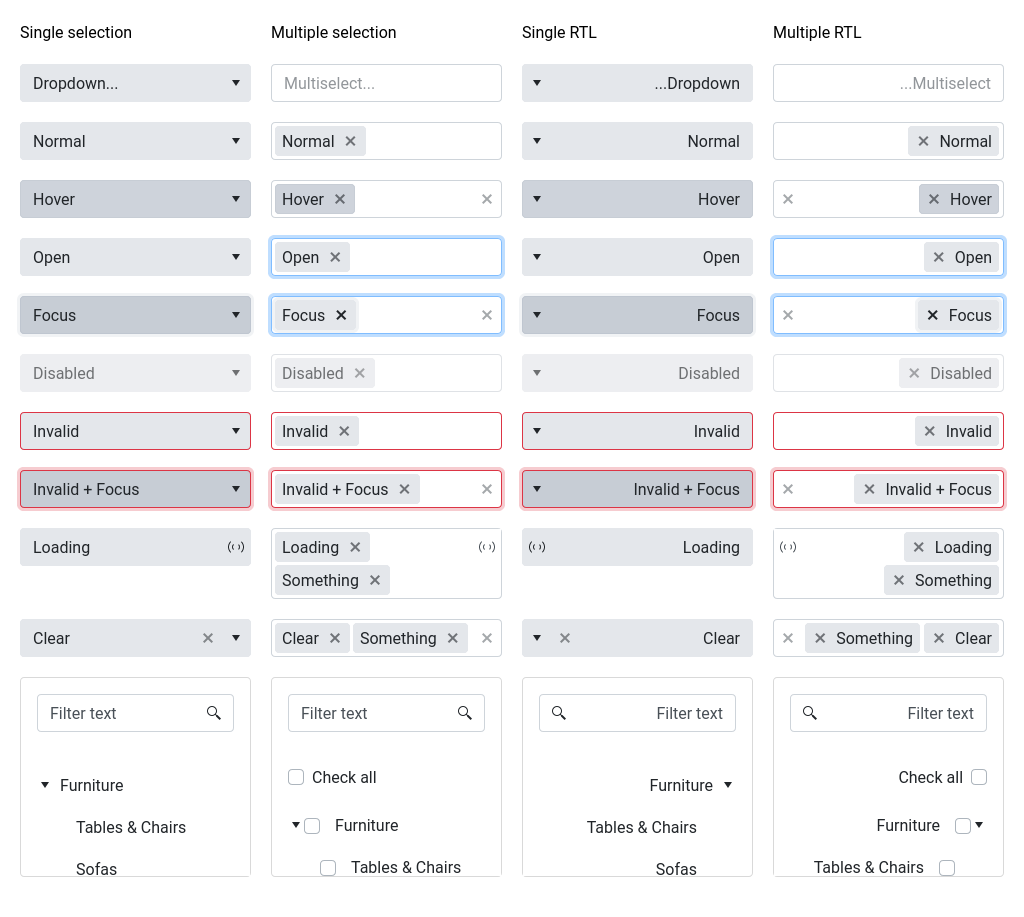 Single selection Multiple selection Single RTL Multiple RTL
Dropdown... Multiselect... ...Dropdown ...Multiselect
Normal Normal Normal Normal
Hover Hover Hover Hover
Open Open Open Open
Focus Focus Focus Focus
Disabled Disabled Disabled Disabled
Invalid Invalid Invalid Invalid
Invalid + Focus Invalid + Focus Invalid + Focus Invalid + Focus
Loading Loading Loading Loading
Something Something
Clear Clear Something Clear Something Clear
Filter text Filter text Filter text Filter text
Check all Check all
Furniture Furniture
Furniture Furniture
Tables & Chairs Tables & Chairs
Sofas Tables & Chairs Sofas Tables & Chairs